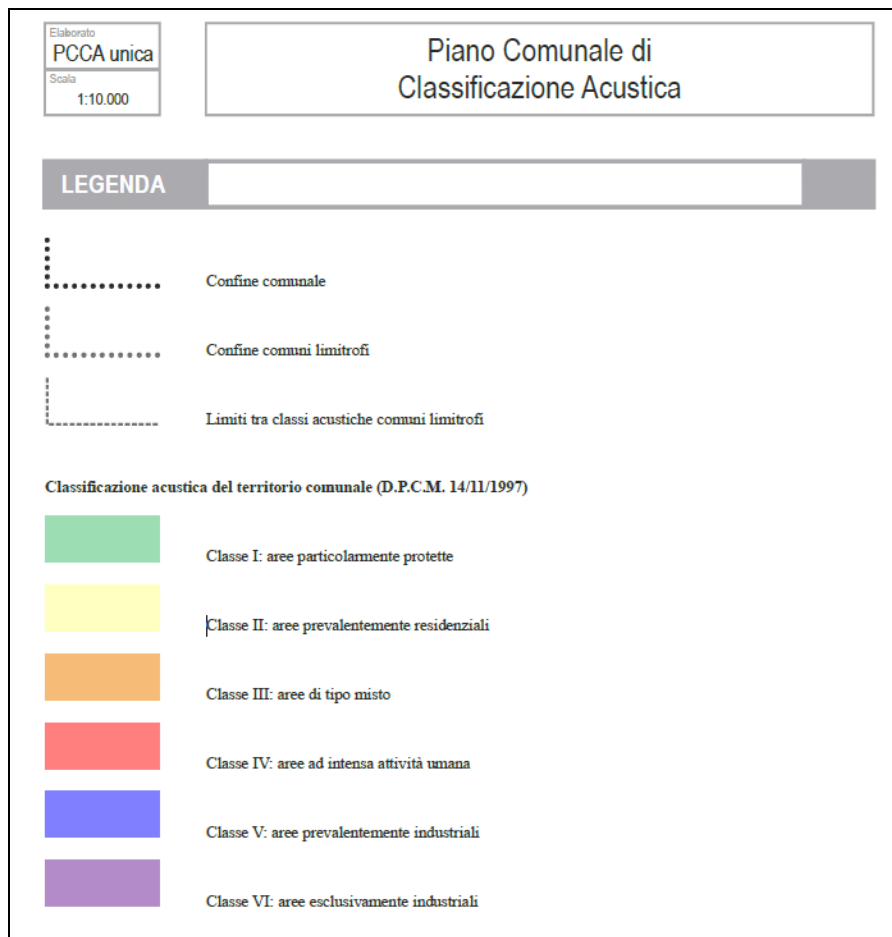 Elaborato
PCCA unica
Scala
1:10.000
Piano Comunale di
Classificazione Acustica
LEGENDA
Confine comunale
Confine comuni limitrofi
Limiti tra classi acustiche comuni limitrofi
Classificazione acustica del territorio comunale (D.P.C.M. 14/11/1997)
Classe I: aree particolarmente protette
Classe II: aree prevalentemente residenziali
Classe III: aree di tipo misto
Classe IV: aree ad intensa attività umana
Classe V: aree prevalentemente industriali
Classe VI: aree esclusivamente industriali